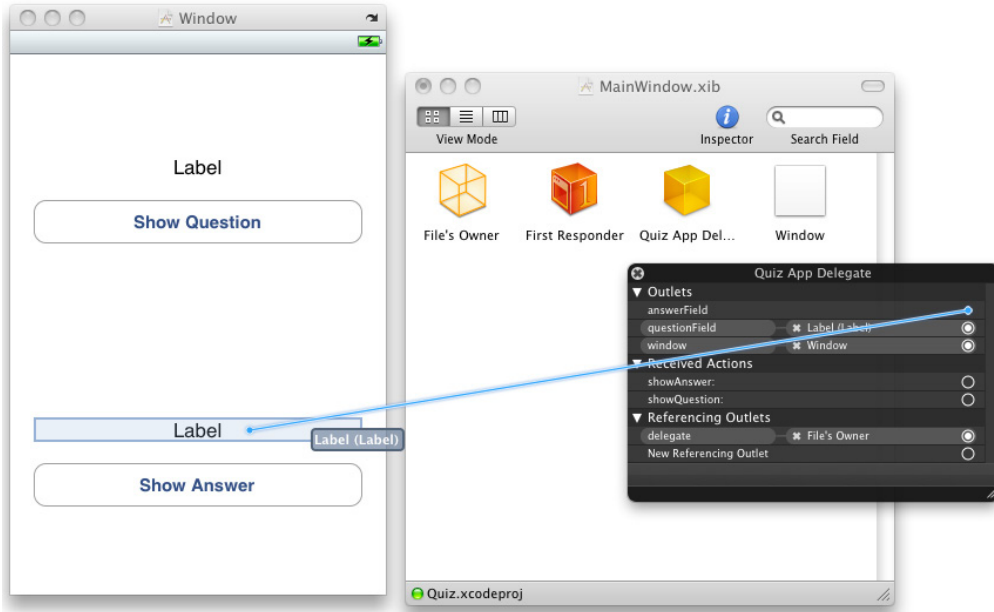 Window
Label
Show Question
Label
Label (Label)
Show Answer
MainWindow.xib
View Mode
Inspector
Search Field
File's Owner
First Responder
Quiz App Del...
Window
Quiz App Delegate
Outlets
answerField
questionField
Label (Label)
window
Window
Received Actions
showAnswer:
showQuestion:
Referencing Outlets
delegate
File's Owner
New Referencing Outlet
Quiz.xcodeproj